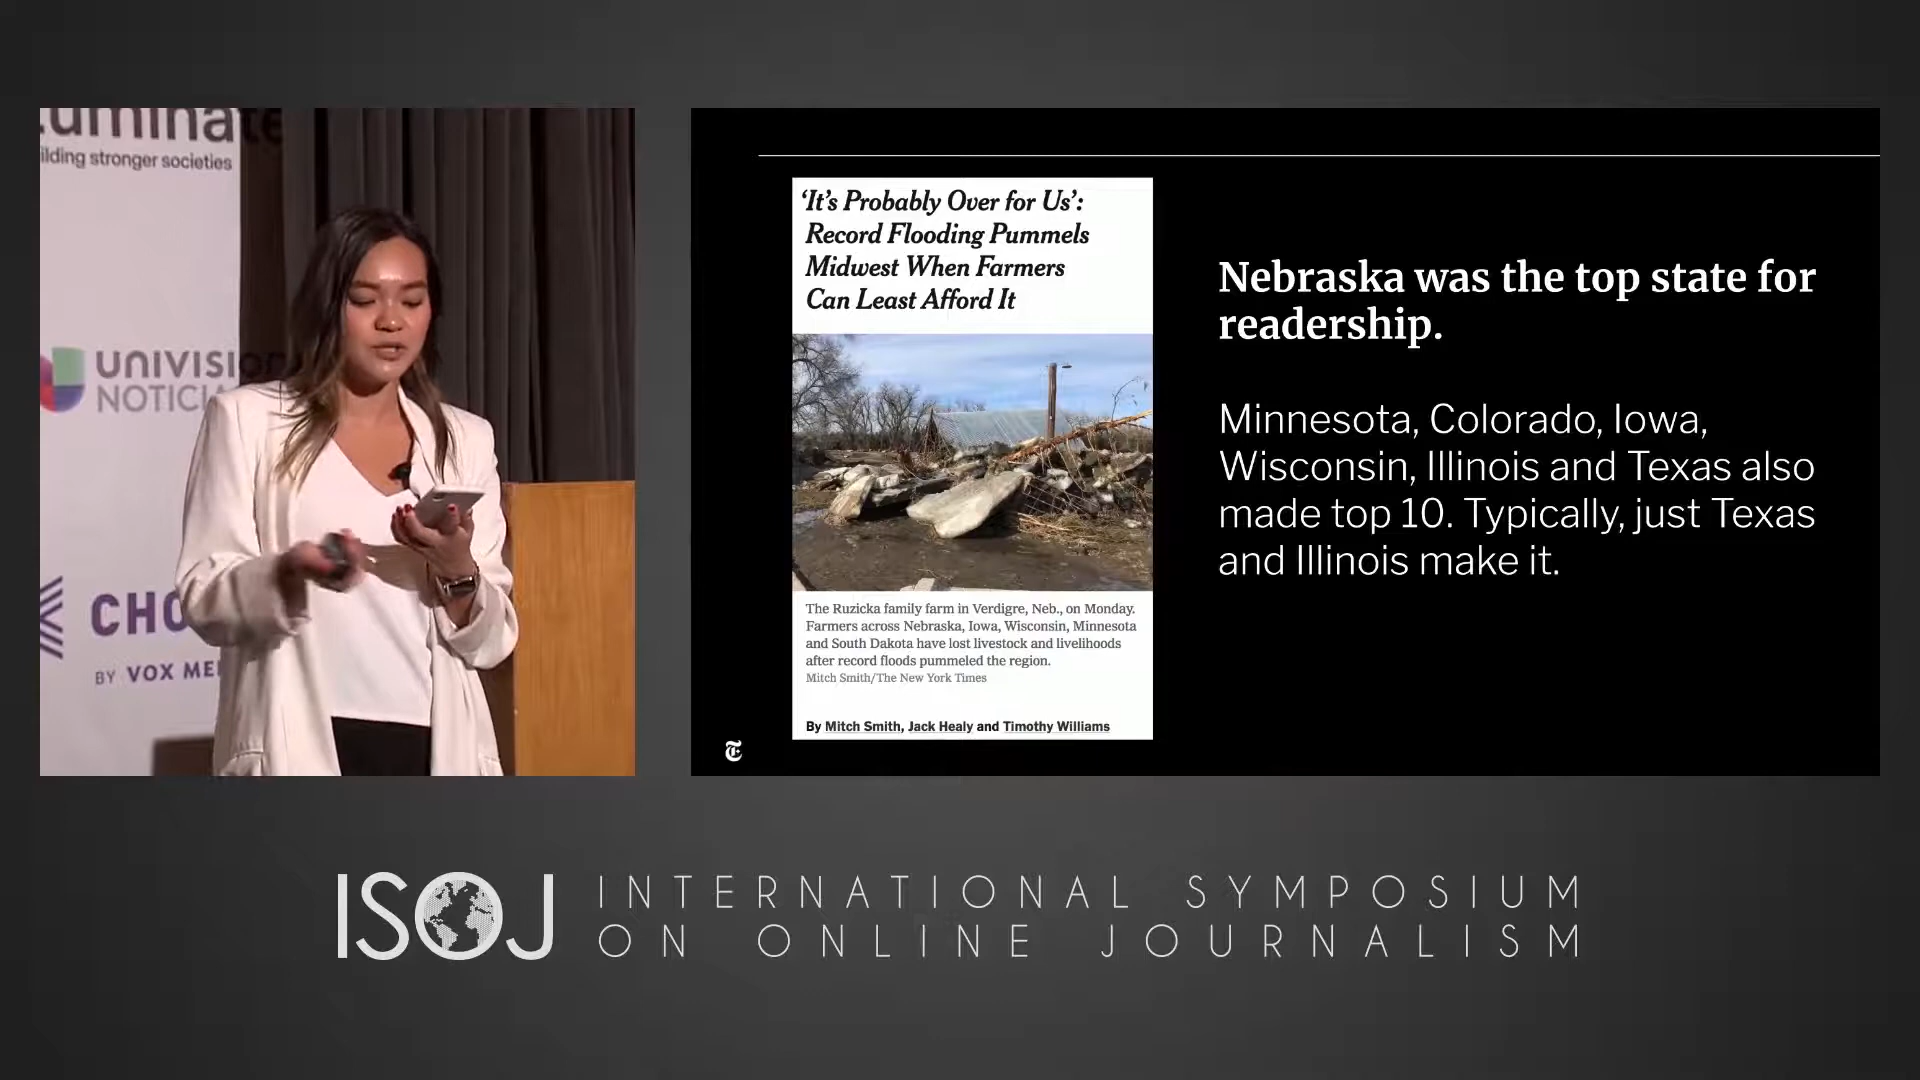 ilding stronger societies
UNIVISION
BY VOX
‘It’s Probably Over for Us’:
Record Flooding Pummels
Midwest When Farmers
Can Least Afford It
The Ruzicka family farm in Verdigre, Neb., on Monday.
Farmers across Nebraska, Iowa, Wisconsin, Minnesota
and South Dakota have lost livestock and livelihoods
after record floods pummeled the region.
Mitch Smith/The New York Times
By Mitch Smith, Jack Healy and Timothy Williams
Nebraska was the top state for
readership.
Minnesota, Colorado, Iowa,
Wisconsin, Illinois and Texas also
made top 10. Typically, just Texas
and Illinois make it.
ISOJ
INTERNATIONAL SYMPOSIUM
ON ONLINE JOURNALISM